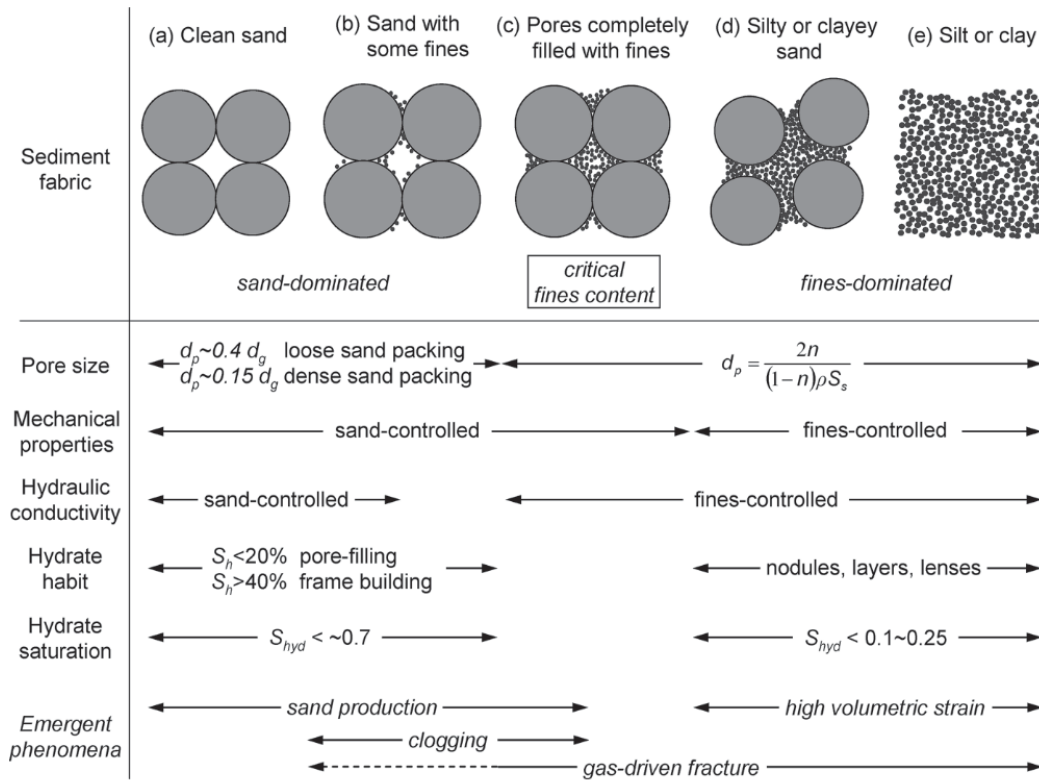 (a) Clean sand
(b) Sand with
some fines
(c) Pores completely
filled with fines
(d) Silty or clayey
sand
(e) Silt or clay
Sediment
fabric
sand-dominated
critical
fines content
fines-dominated
Pore size
d_p~0.4 d_g loose sand packing
d_p~0.15 d_g dense sand packing
d_p = 2n / (1-n)ρS_s
Mechanical
properties
sand-controlled
fines-controlled
Hydraulic
conductivity
sand-controlled
fines-controlled
Hydrate
habit
S_h<20% pore-filling
S_h>40% frame building
nodules, layers, lenses
Hydrate
saturation
S_hyd < ~0.7
S_hyd < 0.1~0.25
Emergent
phenomena
sand production
high volumetric strain
clogging
gas-driven fracture